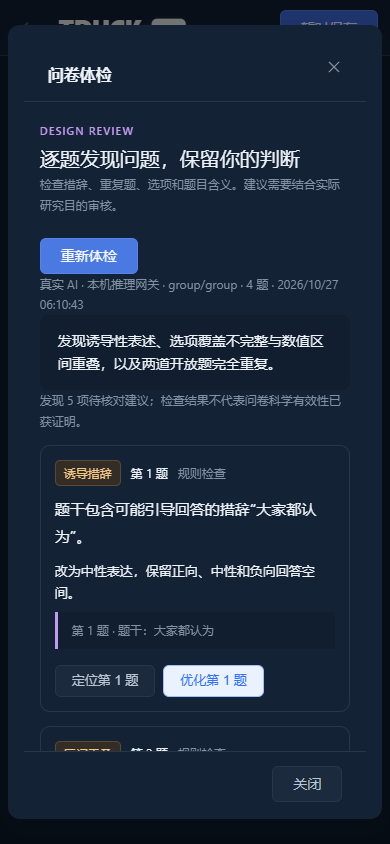 问卷体检
DESIGN REVIEW
逐题发现问题，保留你的判断
检查措辞、重复题、选项和题目含义。建议需要结合实际
研究目的审核。
重新体检
真实 AI · 本机推理网关 · group/group · 4 题 · 2026/10/27
06:10:43
发现诱导性表述、选项覆盖不完整与数值区
间重叠，以及两道开放题完全重复。
发现 5 项待核对建议；检查结果不代表问卷科学有效性已
获证明。
诱导措辞 第 1 题 规则检查
题干包含可能引导回答的措辞“大家都认
为”。
改为中性表达，保留正向、中性和负向回答空
间。
第 1 题 · 题干：大家都认为
定位第 1 题 优化第 1 题
关闭